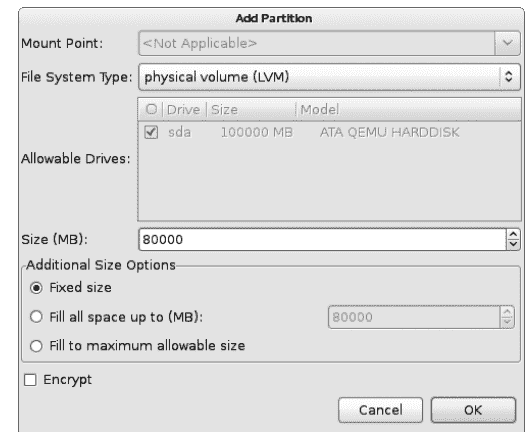 Add Partition
Mount Point: <Not Applicable>
File System Type: physical volume (LVM)
Drive Size Model
sda 100000 MB ATA QEMU HARDDISK
Allowable Drives:
Size (MB): 80000
Additional Size Options
Fixed size
Fill all space up to (MB): 80000
Fill to maximum allowable size
Encrypt
Cancel OK